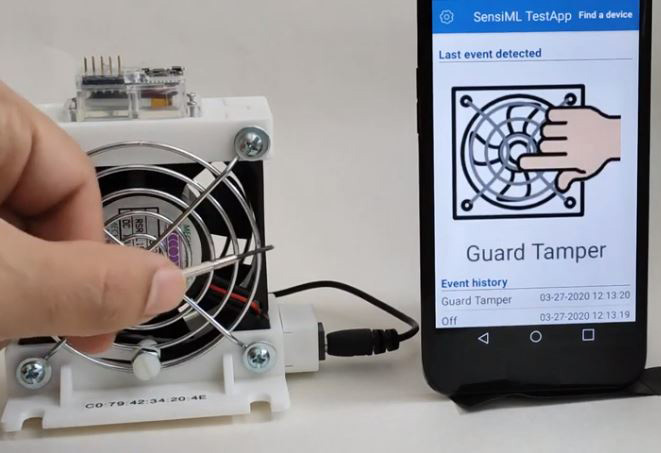 SensiML TestApp Find a device
Last event detected
Guard Tamper
Event history
Guard Tamper 03-27-2020 12:13:20
Off 03-27-2020 12:13:19
C0:79:42:34:20:4E